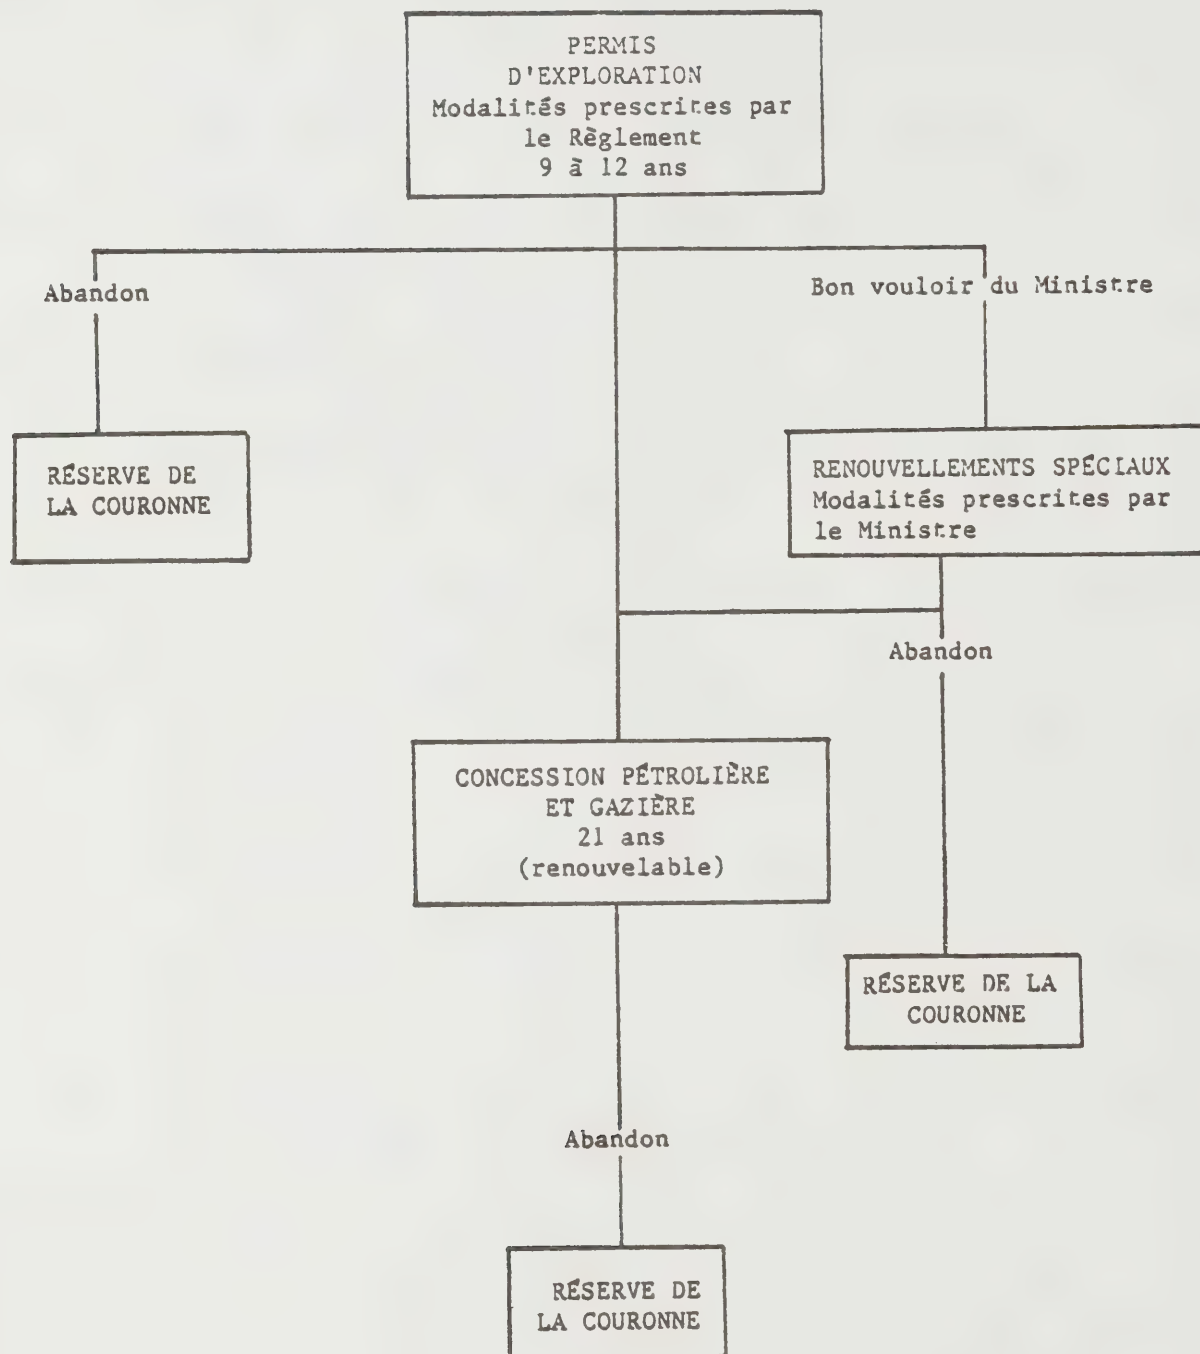 PERMIS
D'EXPLORATION
Modalités prescrites par
le Règlement
9 à 12 ans
Abandon
Bon vouloir du Ministre
RÉSERVE DE
LA COURONNE
RENOUVELLEMENTS SPÉCIAUX
Modalités prescrites par
le Ministre
Abandon
CONCESSION PÉTROLIÈRE
ET GAZIÈRE
21 ans
(renouvelable)
RÉSERVE DE LA
COURONNE
Abandon
RÉSERVE DE
LA COURONNE